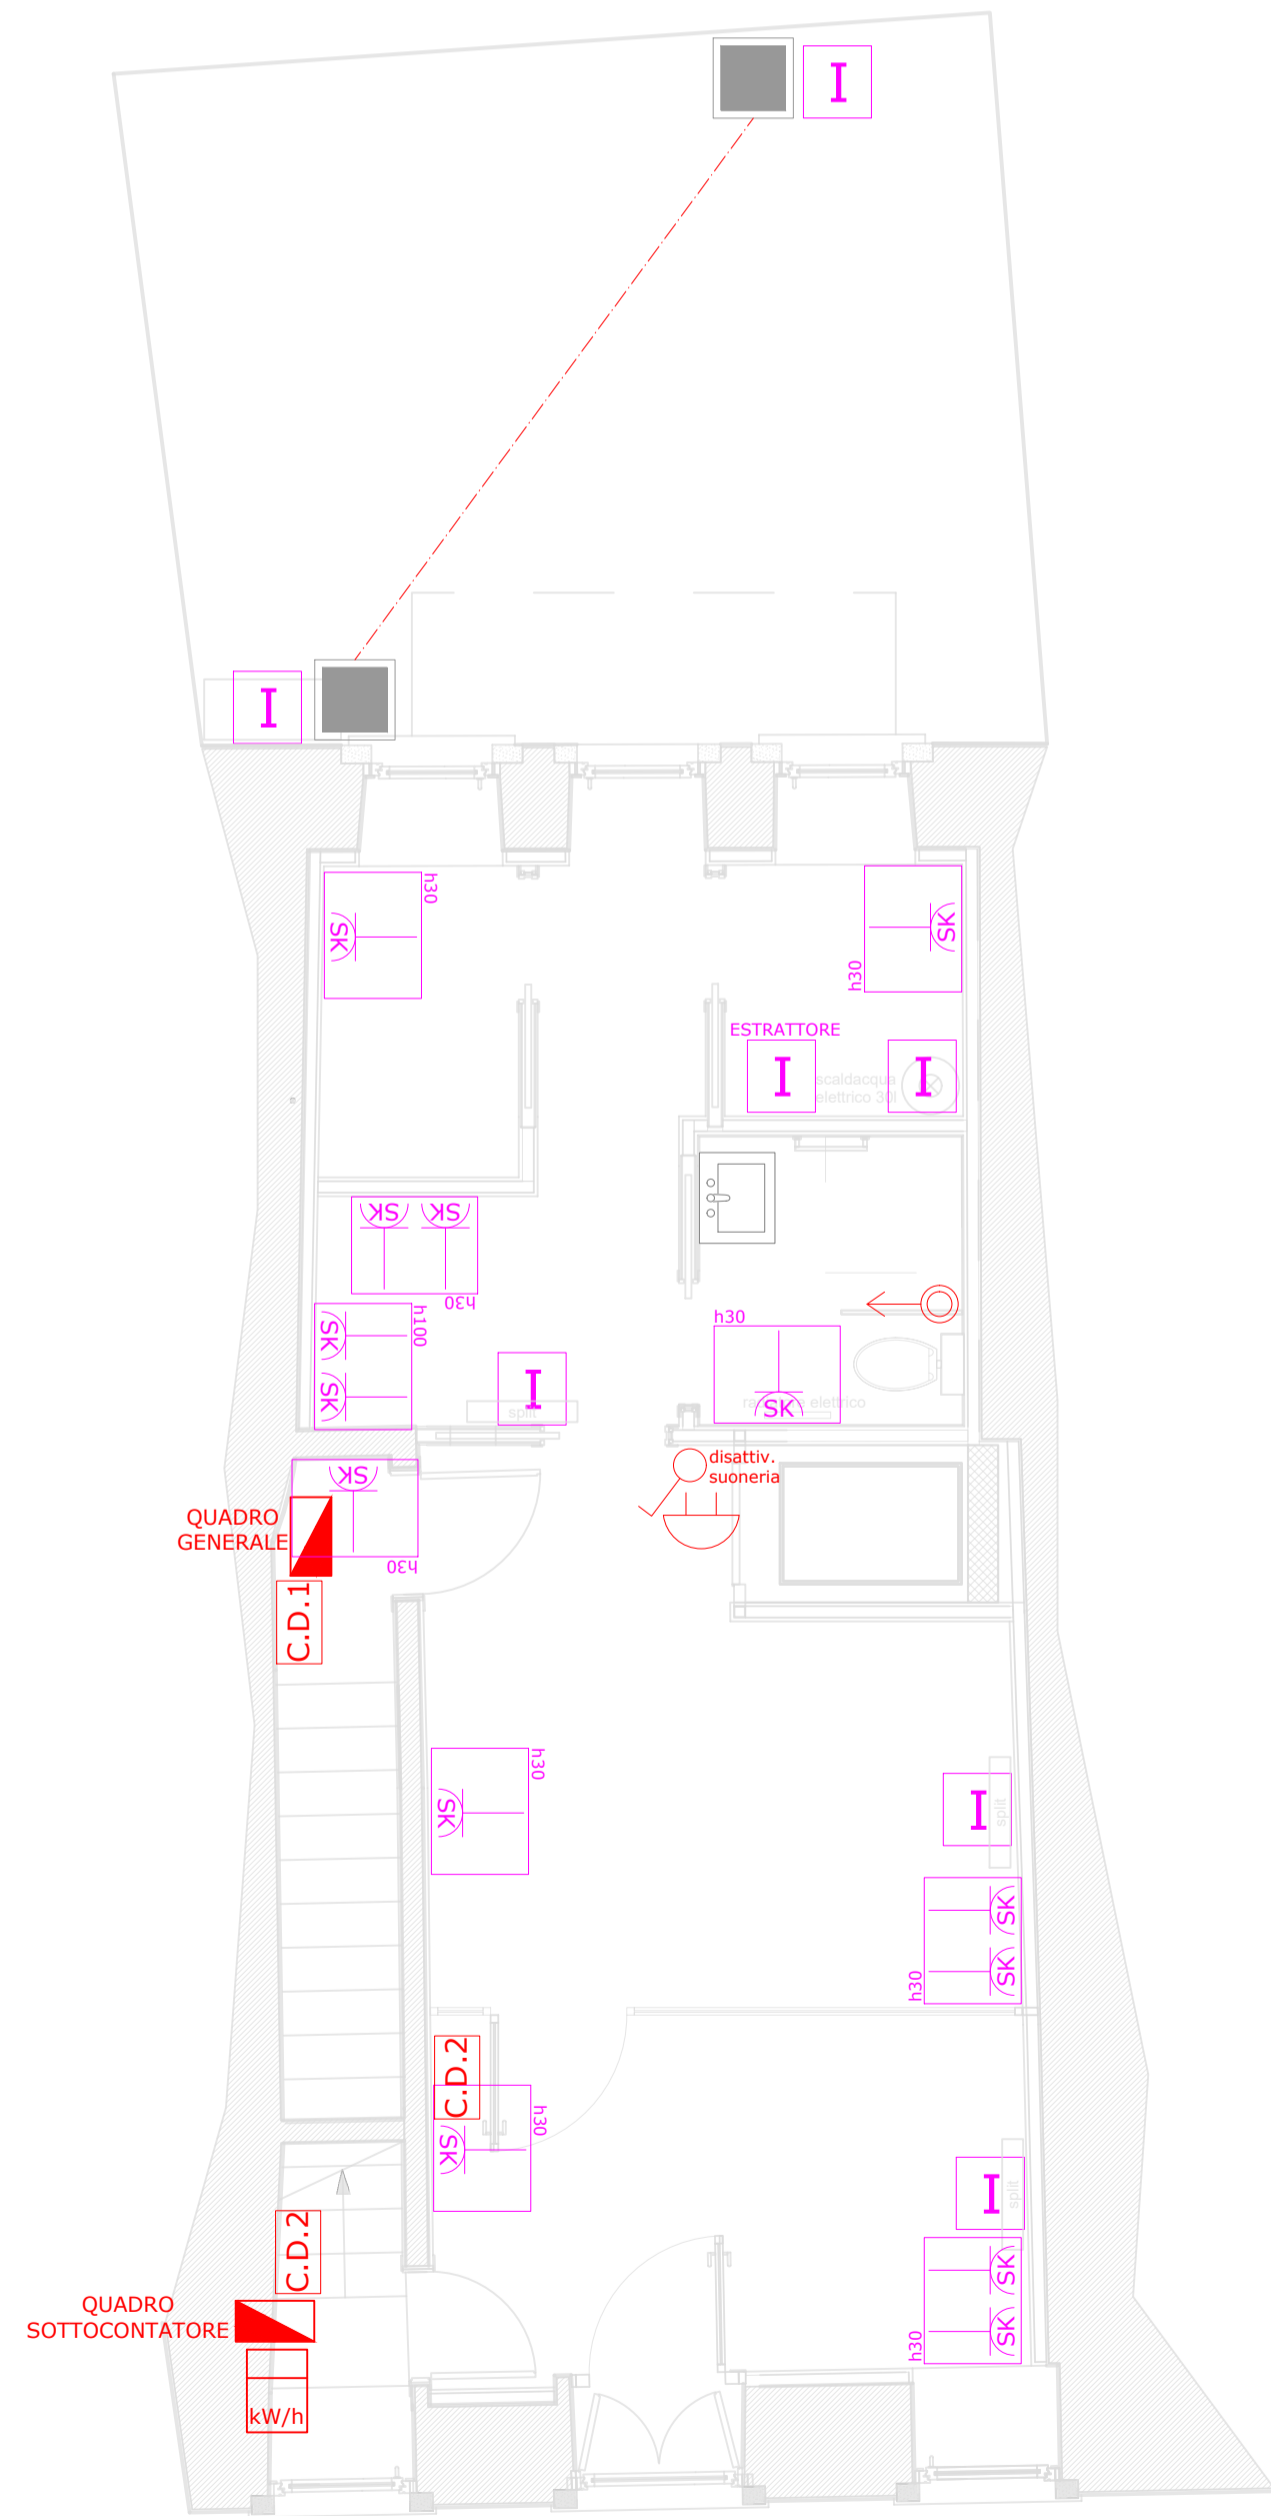 I
I
h30
SK
SK
h30
ESTRATTORE
I
I
scaldacqua
elettrico 30l
SK SK
h30
h30
SK
SK
h100
I
split
SK
elettrico
disattiv.
suoneria
SK
h30
QUADRO
GENERALE
C.D.1
h30
SK
I
split
SK
SK
h30
C.D.2
h30
SK
I
split
C.D.2
SK
SK
h30
QUADRO
SOTTOCONTATORE
kW/h